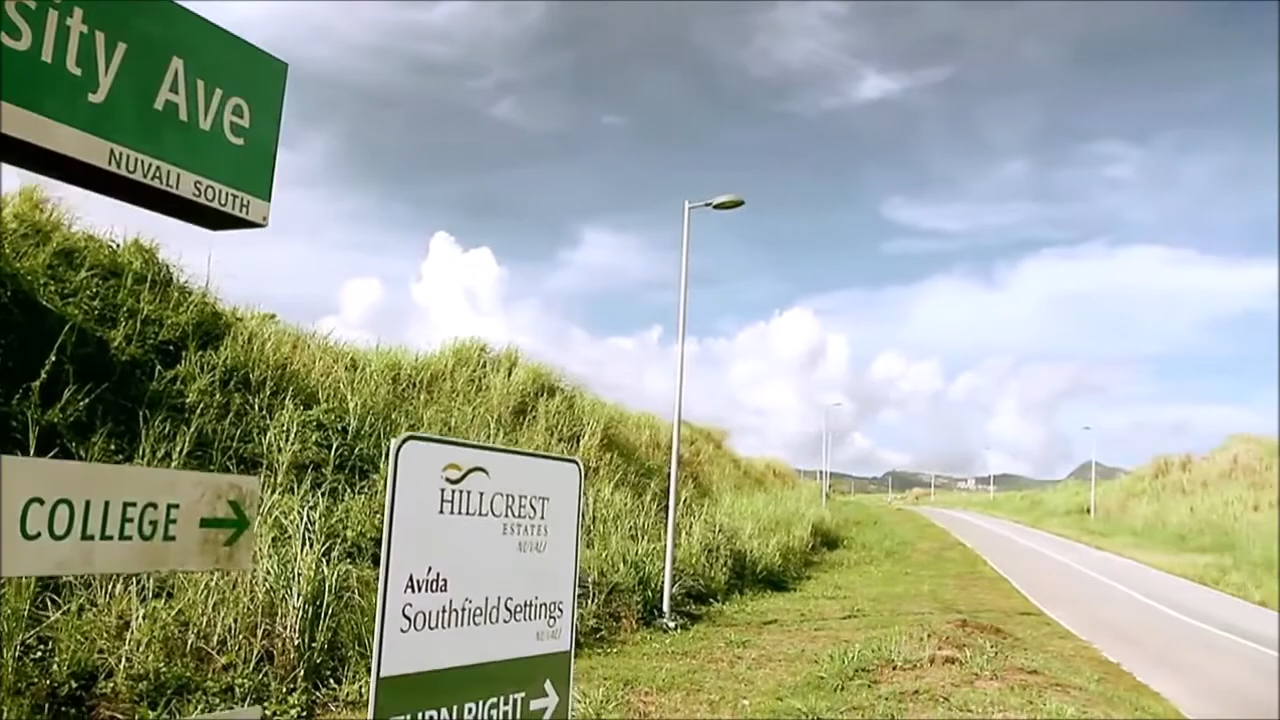 sity Ave
NUVALI SOUTH
COLLEGE
HILLCREST
ESTATES
NUVALI
Avida
Southfield Settings
NUVALI
TURN RIGHT